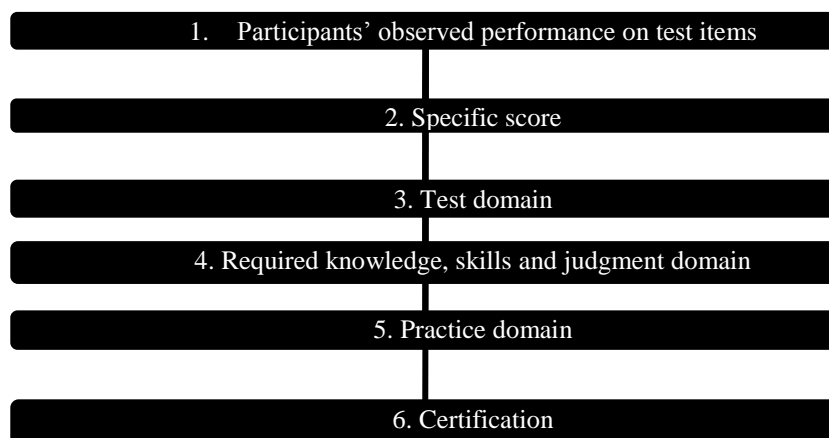 1. Participants’ observed performance on test items
2. Specific score
3. Test domain
4. Required knowledge, skills and judgment domain
5. Practice domain
6. Certification